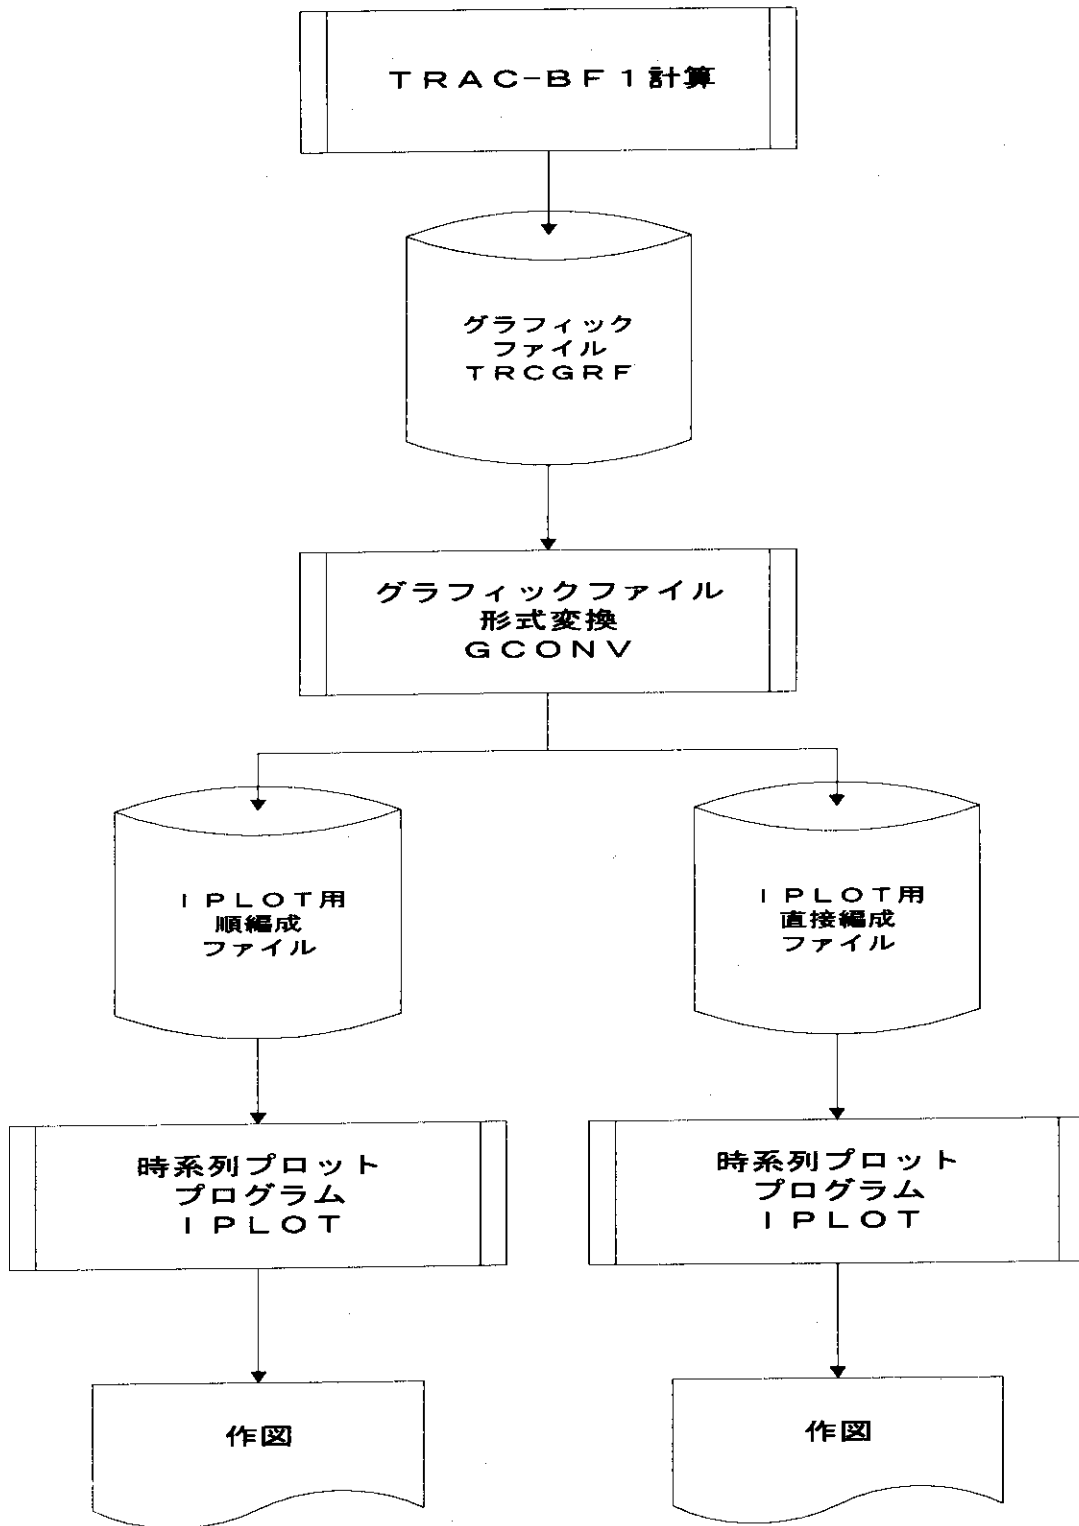 TRAC-BF1計算
グラフィック
ファイル
TRCGRF
グラフィックファイル
形式変換
GCONV
IPLOT用
順編成
ファイル
IPLOT用
直接編成
ファイル
時系列プロット
プログラム
IPLOT
時系列プロット
プログラム
IPLOT
作図
作図